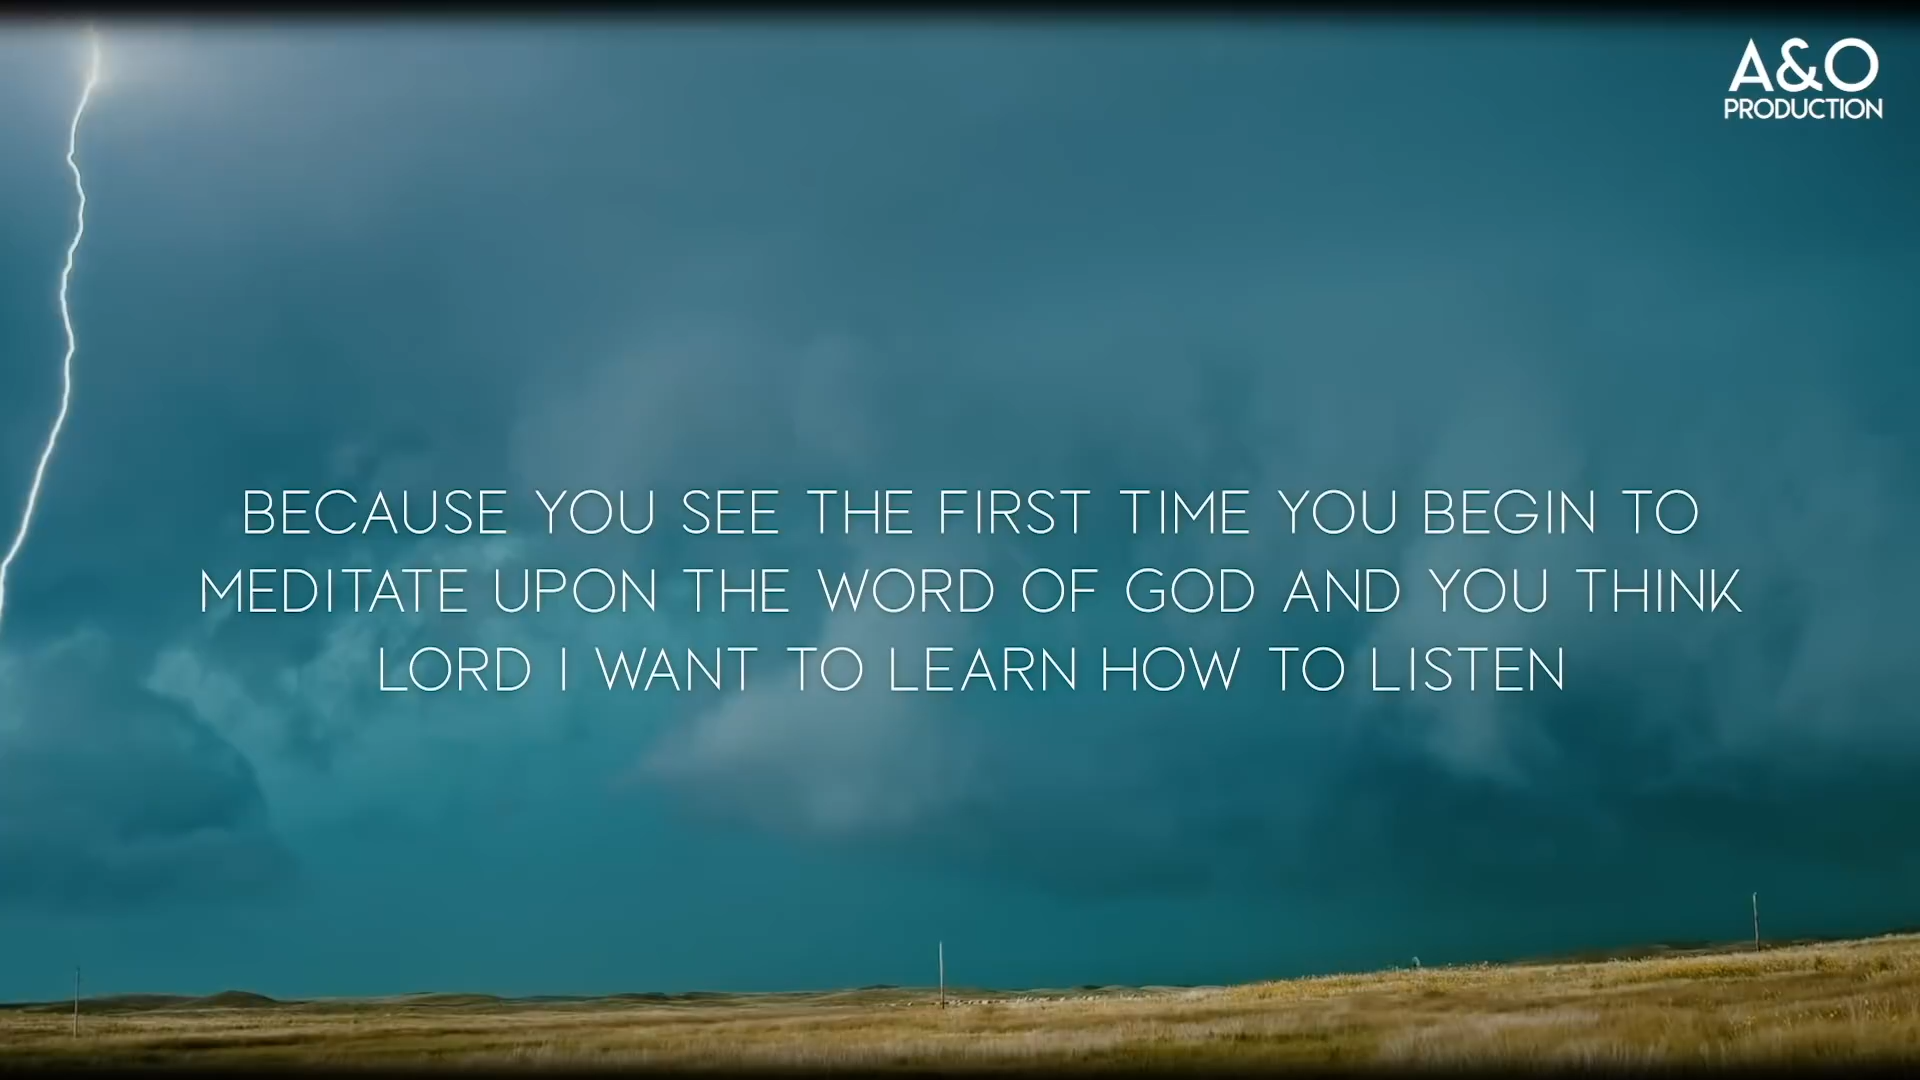 A&O
PRODUCTION
BECAUSE YOU SEE THE FIRST TIME YOU BEGIN TO
MEDITATE UPON THE WORD OF GOD AND YOU THINK
LORD I WANT TO LEARN HOW TO LISTEN